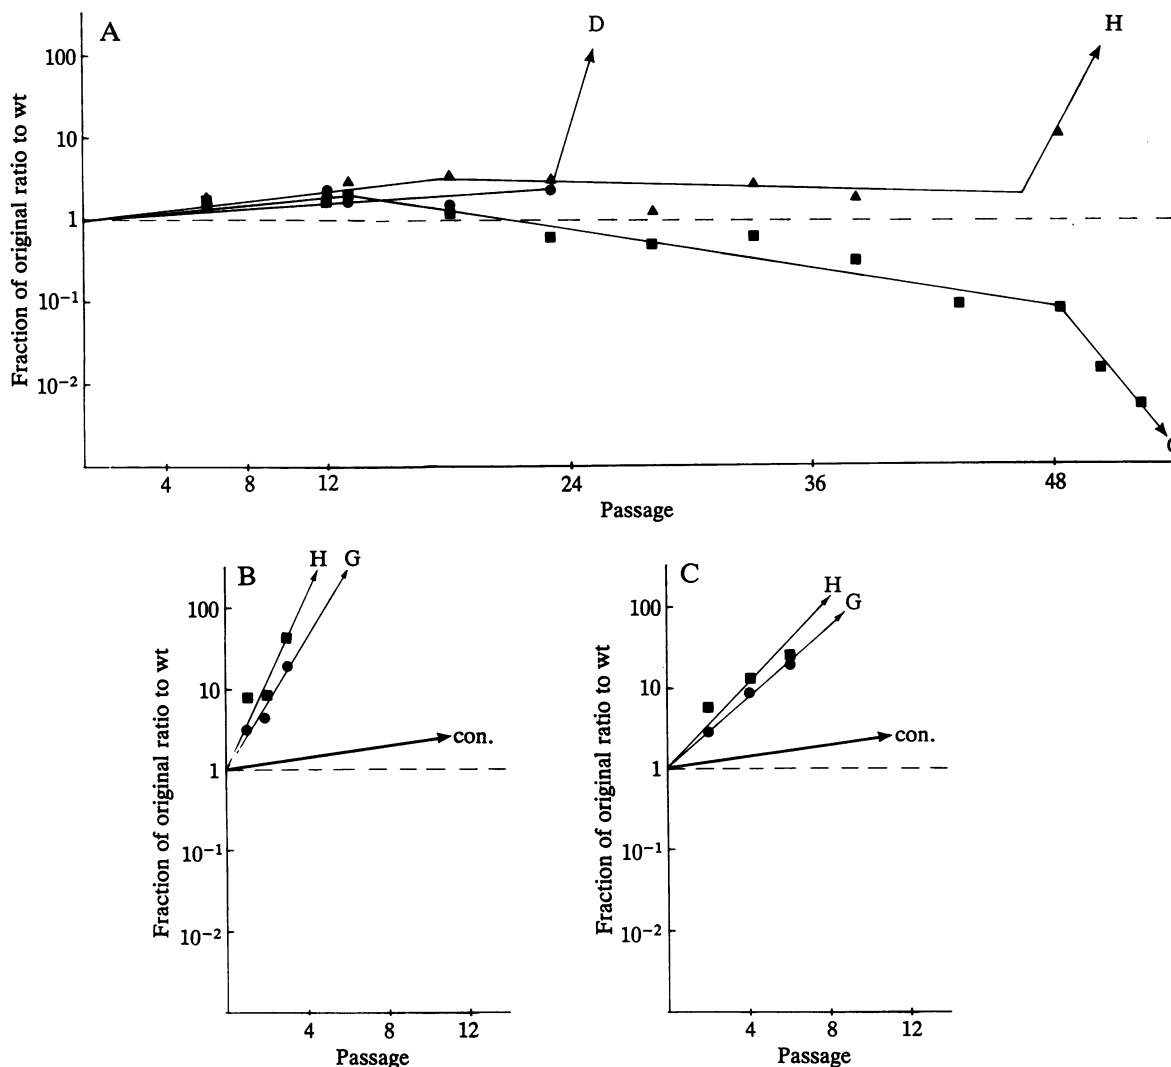 A
D
H
100
10
1
10⁻¹
10⁻²
Fraction of original ratio to wt
4
8
12
24
36
48
Passage
B
H
G
100
10
1
10⁻¹
10⁻²
con.
Fraction of original ratio to wt
4
8
12
Passage
C
H
G
100
10
1
10⁻¹
10⁻²
con.
Fraction of original ratio to wt
4
8
12
Passage